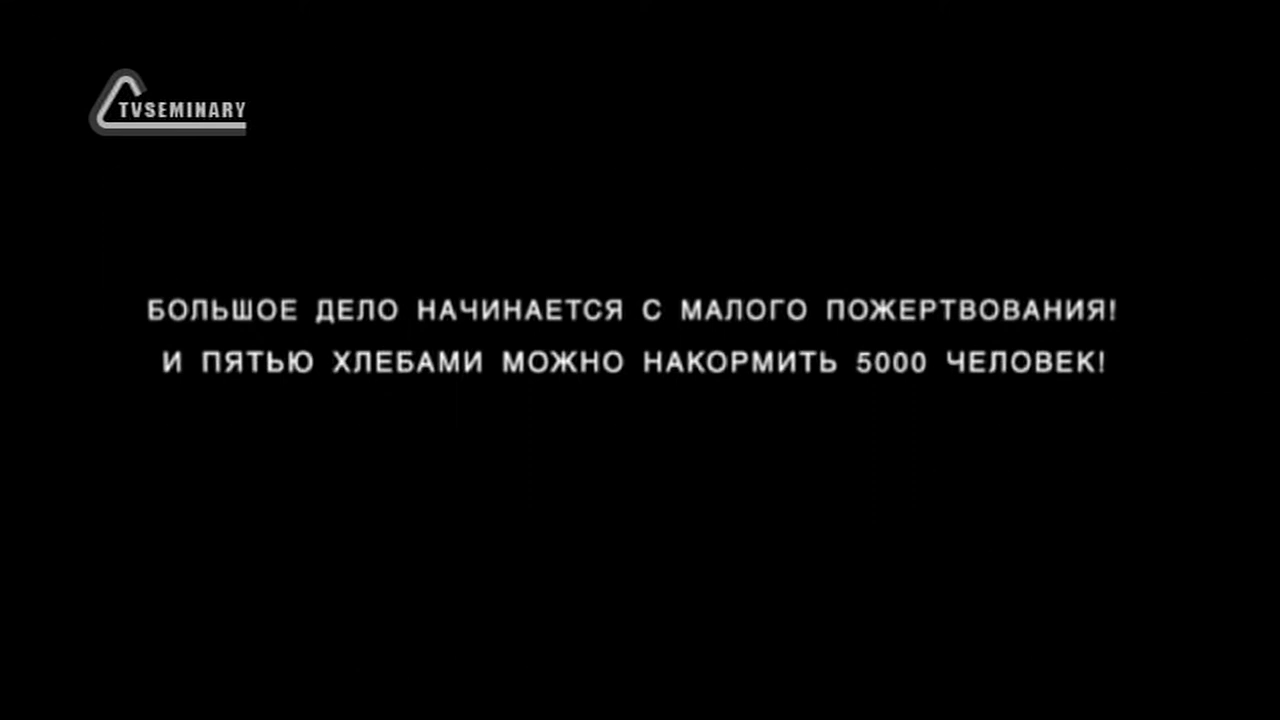 TVSEMINARY
БОЛЬШОЕ ДЕЛО НАЧИНАЕТСЯ С МАЛОГО ПОЖЕРТВОВАНИЯ!
И ПЯТЬЮ ХЛЕБАМИ МОЖНО НАКОРМИТЬ 5000 ЧЕЛОВЕК!